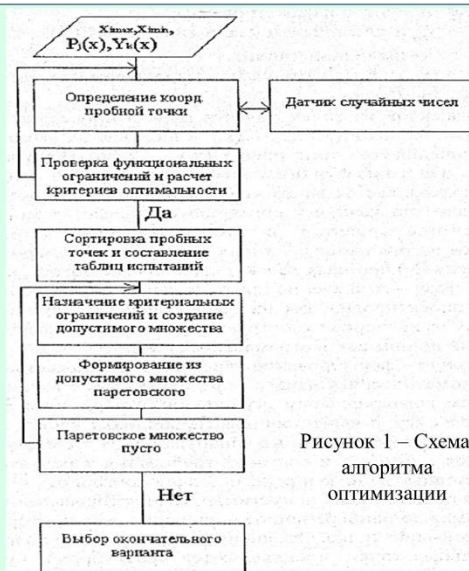 Ximax, Ximin,
Pj(x), Yk(x)
Определение коорд.
пробной точки
Датчик случайных чисел
Проверка функциональных
ограничений и расчет
критериев оптимальности
Да
Сортировка пробных
точек и составление
таблиц испытаний
Назначение критериальных
ограничений и создание
допустимого множества
Формирование из
допустимого множества
паретовского
Паретовское множество
пусто
Нет
Выбор окончательного
варианта
Рисунок 1 – Схема
алгоритма
оптимизации